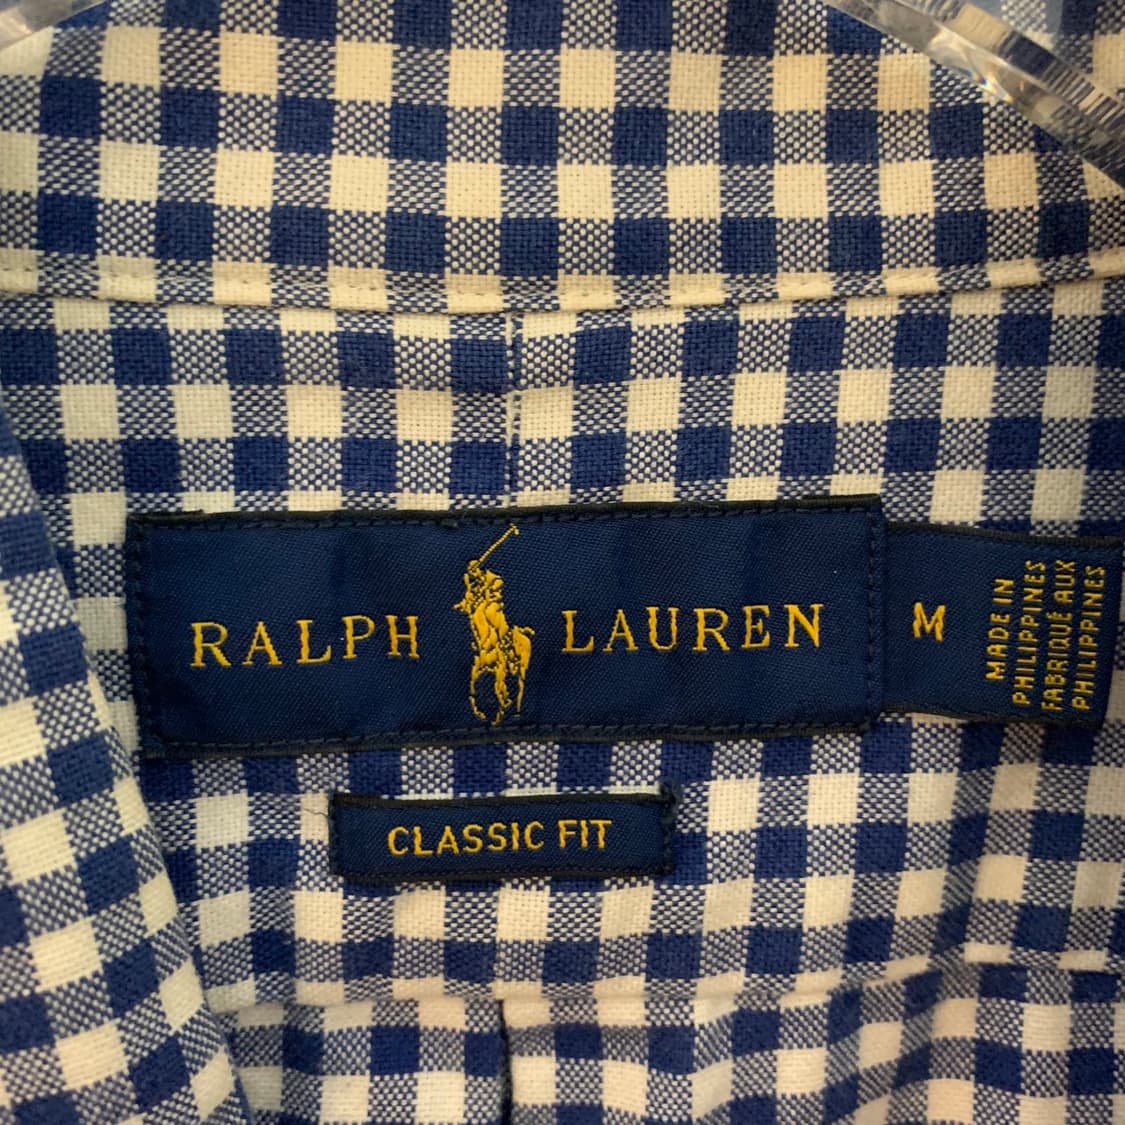 RALPH LAUREN
M
MADE IN
PHILIPPINES
FABRIQUÉ AUX
PHILIPPINES
CLASSIC FIT